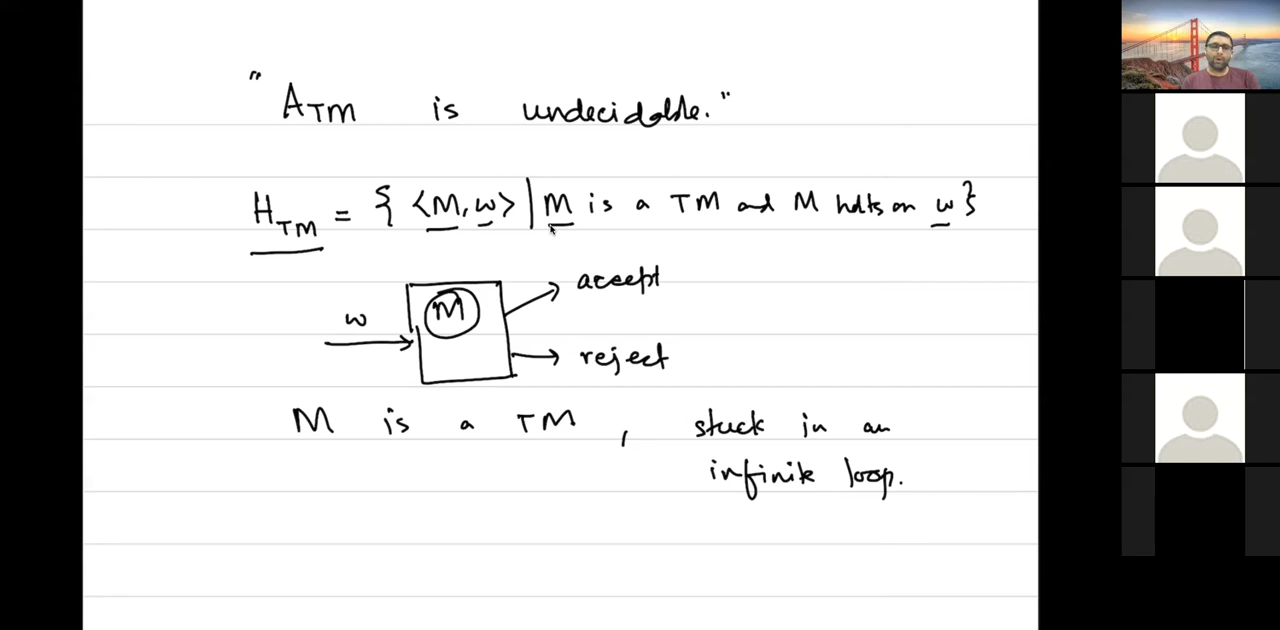 "ATM is undecidable."
HTM = { <M, w> | M is a TM and M halts on w }
w
M
accept
reject
M is a TM , stuck in an
infinite loop.